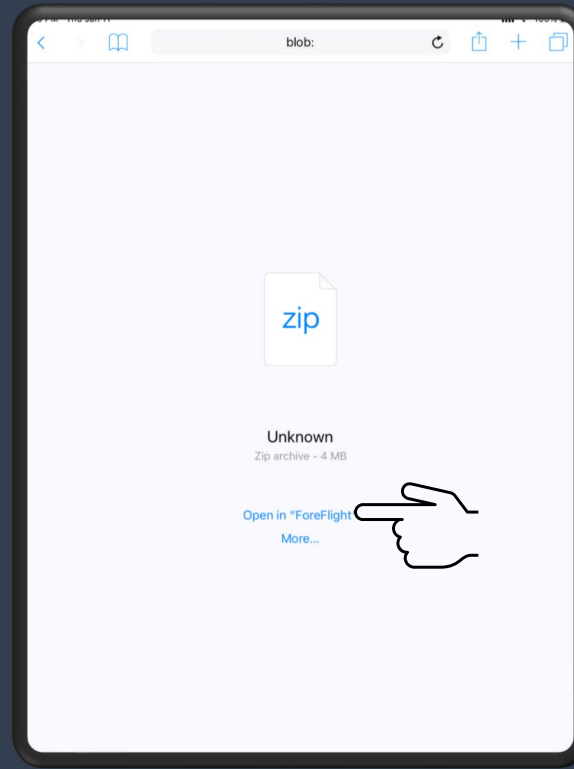 blob:
zip
Unknown
Zip archive - 4 MB
Open in "ForeFlight
More...